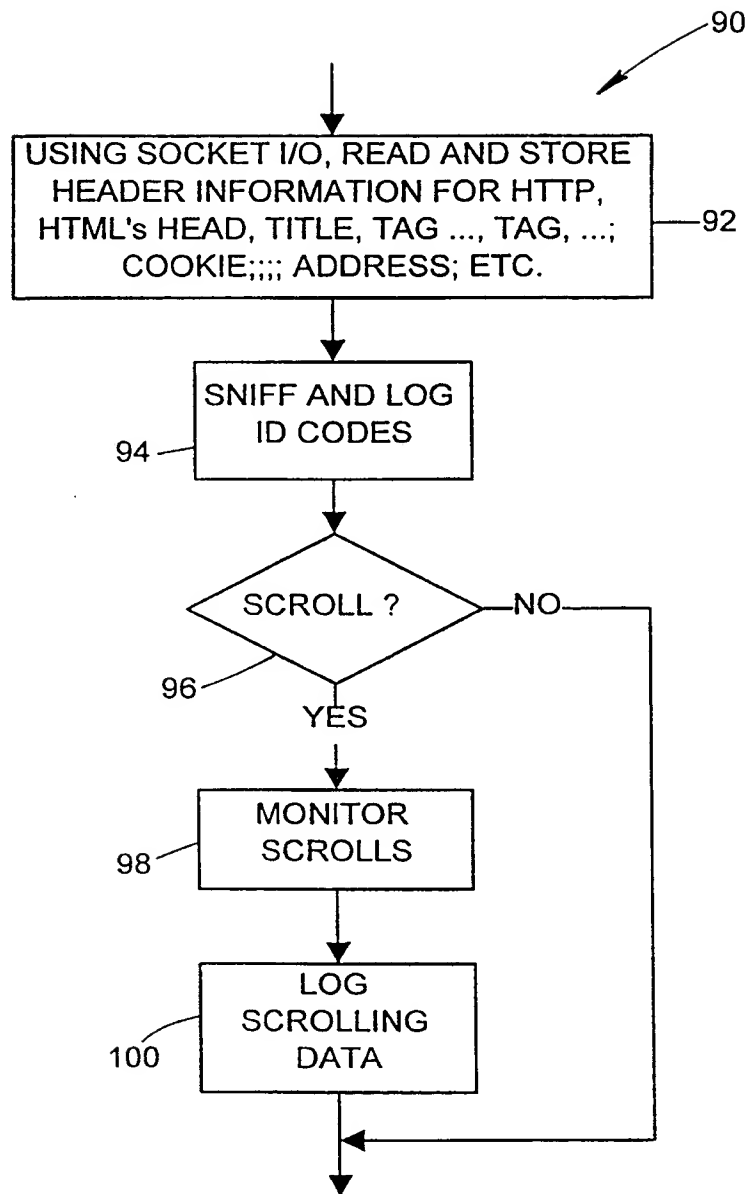 90
USING SOCKET I/O, READ AND STORE
HEADER INFORMATION FOR HTTP,
HTML's HEAD, TITLE, TAG ..., TAG, ...;
COOKIE;;;; ADDRESS; ETC.
92
SNIFF AND LOG
ID CODES
94
SCROLL ?
NO
96
YES
MONITOR
SCROLLS
98
LOG
SCROLLING
DATA
100